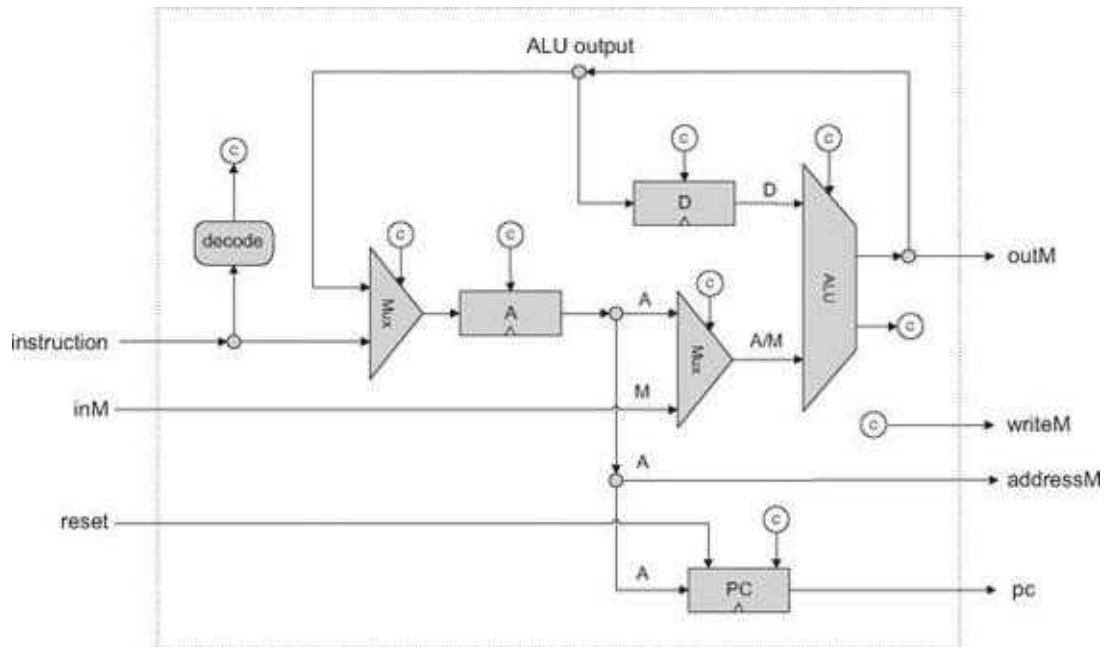 ALU output
c
c
c
D
D
c
decode
c
c
c
outM
ALU
Mux
A
A
Mux
A/M
c
instruction
inM
M
c
writeM
A
addressM
reset
c
A
PC
pc